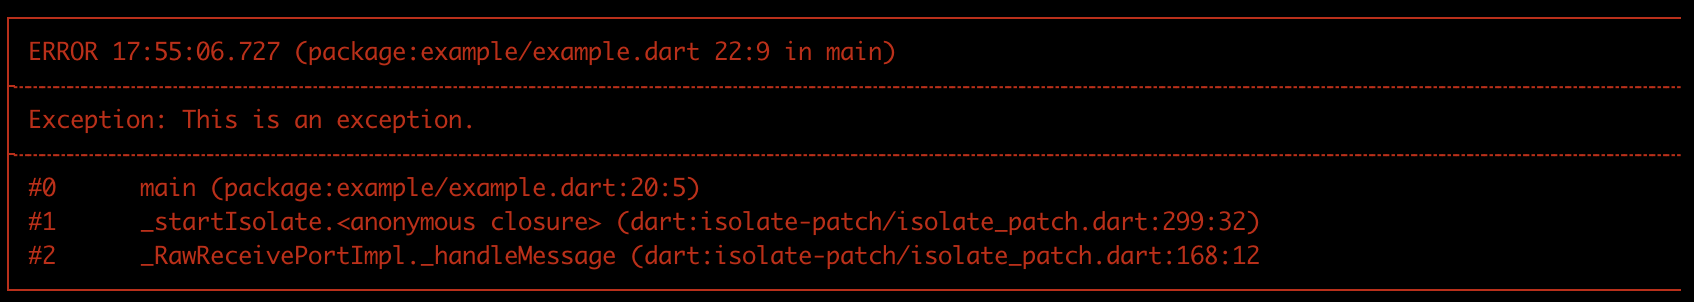 ERROR 17:55:06.727 (package:example/example.dart 22:9 in main)
Exception: This is an exception.
#0      main (package:example/example.dart:20:5)
#1      _startIsolate.<anonymous closure> (dart:isolate-patch/isolate_patch.dart:299:32)
#2      _RawReceivePortImpl._handleMessage (dart:isolate-patch/isolate_patch.dart:168:12